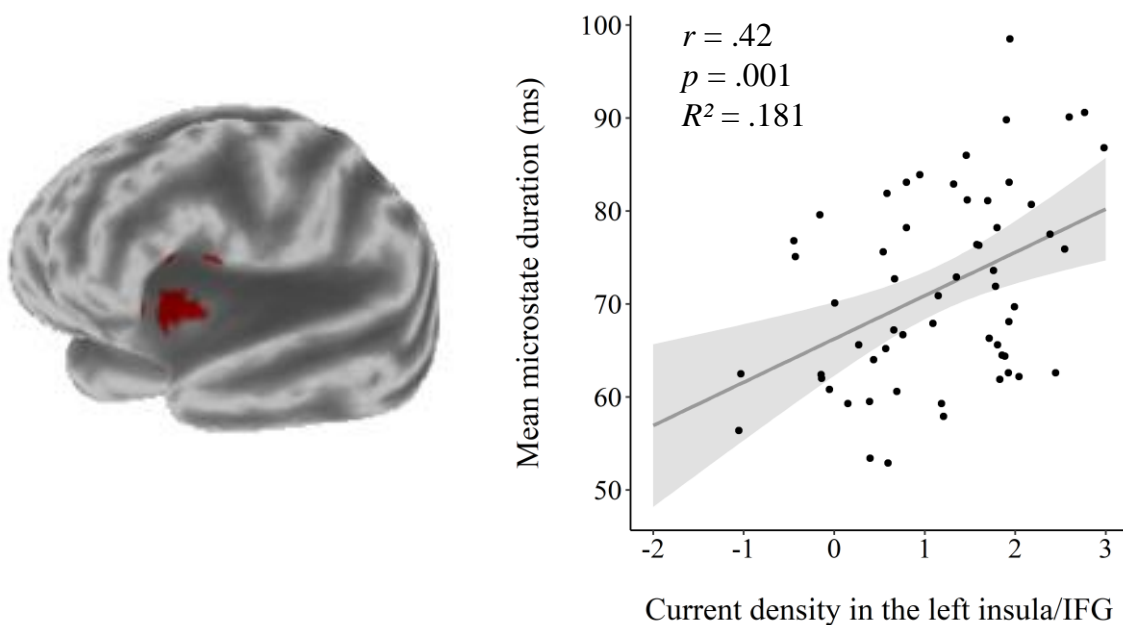 r = .42
p = .001
R² = .181
Mean microstate duration (ms)
100
90
80
70
60
50
-2 -1 0 1 2 3
Current density in the left insula/IFG